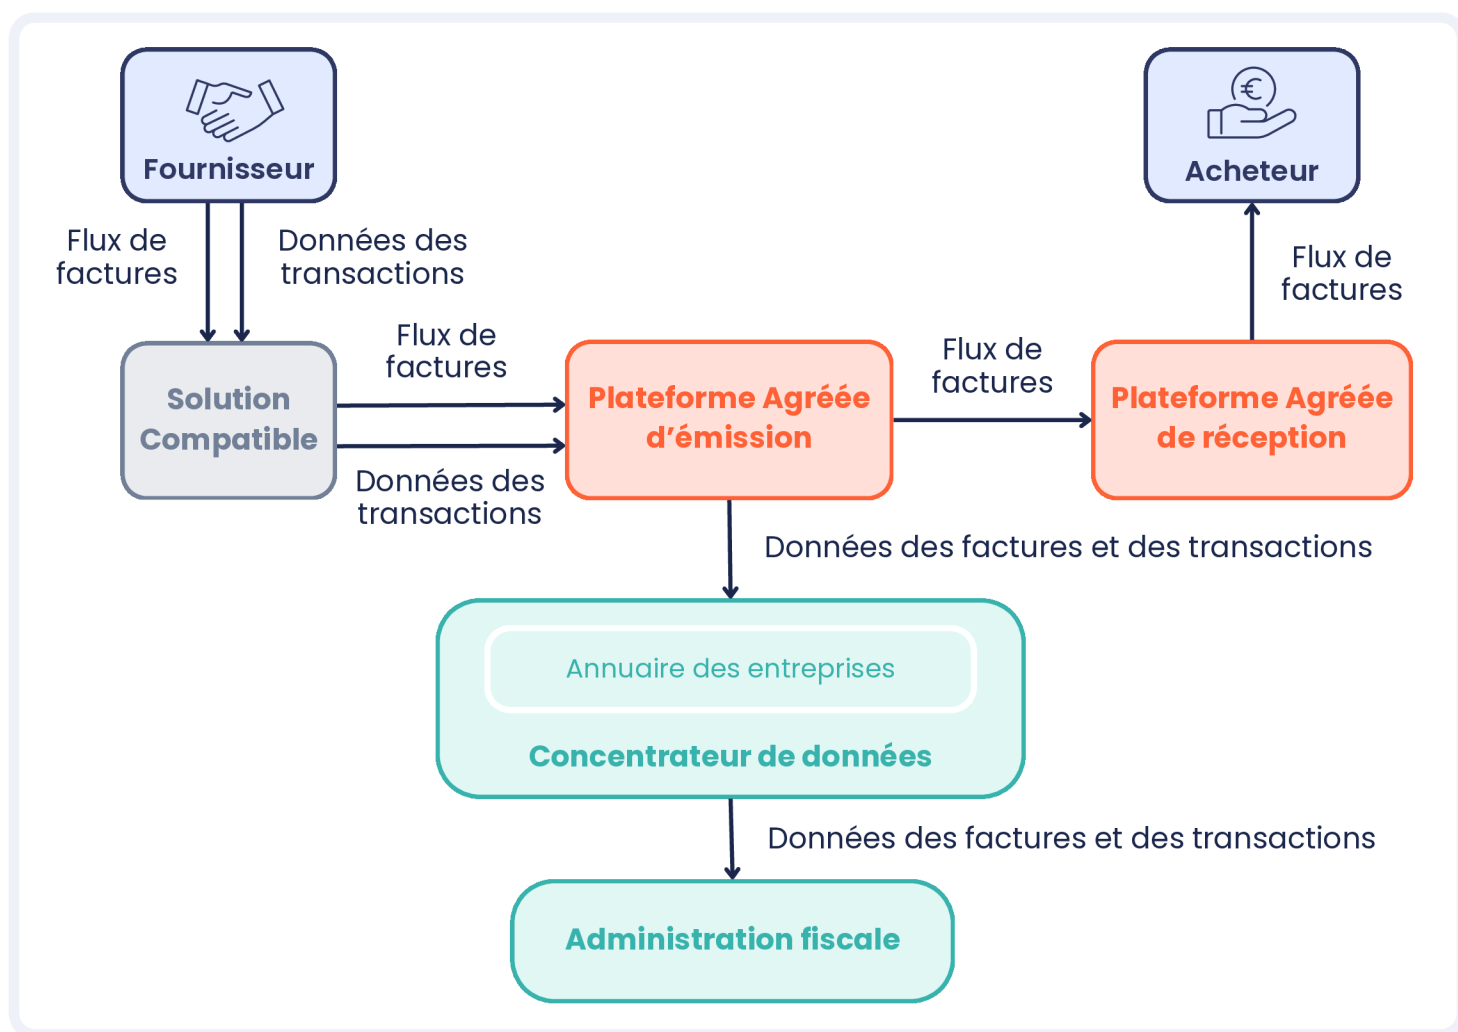 Fournisseur
Acheteur
Flux de
factures
Données des
transactions
Flux de
factures
Flux de
factures
Flux de
factures
Solution
Compatible
Plateforme Agréée
d’émission
Plateforme Agréée
de réception
Données des
transactions
Données des factures et des transactions
Annuaire des entreprises
Concentrateur de données
Données des factures et des transactions
Administration fiscale